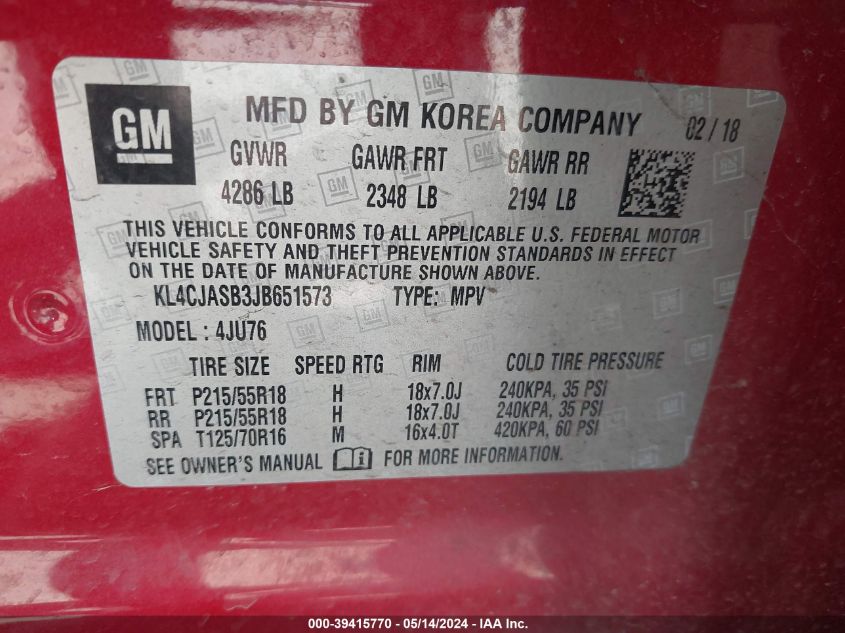 GM
MFD BY GM KOREA COMPANY 02 / 18
GVWR GAWR FRT GAWR RR
4286 LB 2348 LB 2194 LB
THIS VEHICLE CONFORMS TO ALL APPLICABLE U.S. FEDERAL MOTOR
VEHICLE SAFETY AND THEFT PREVENTION STANDARDS IN EFFECT
ON THE DATE OF MANUFACTURE SHOWN ABOVE.
KL4CJASB3JB651573 TYPE: MPV
MODEL : 4JU76
TIRE SIZE SPEED RTG RIM COLD TIRE PRESSURE
FRT P215/55R18 H 18x7.0J 240KPA, 35 PSI
RR P215/55R18 H 18x7.0J 240KPA, 35 PSI
SPA T125/70R16 M 16x4.0T 420KPA, 60 PSI
SEE OWNER'S MANUAL FOR MORE INFORMATION.
000-39415770 - 05/14/2024 - IAA Inc.